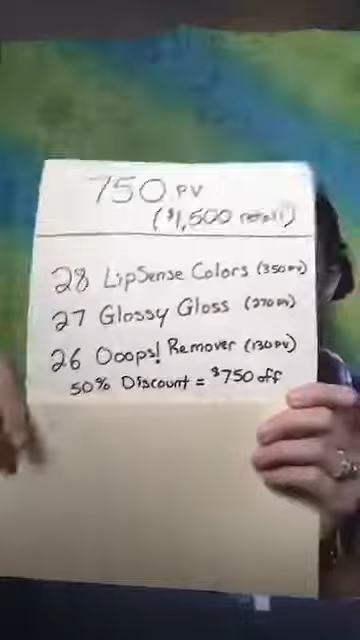 750 PV
($1,500 retail)
28 LipSense Colors (350 PV)
27 Glossy Gloss (270 PV)
26 Ooops! Remover (130 PV)
50% Discount = $750 off